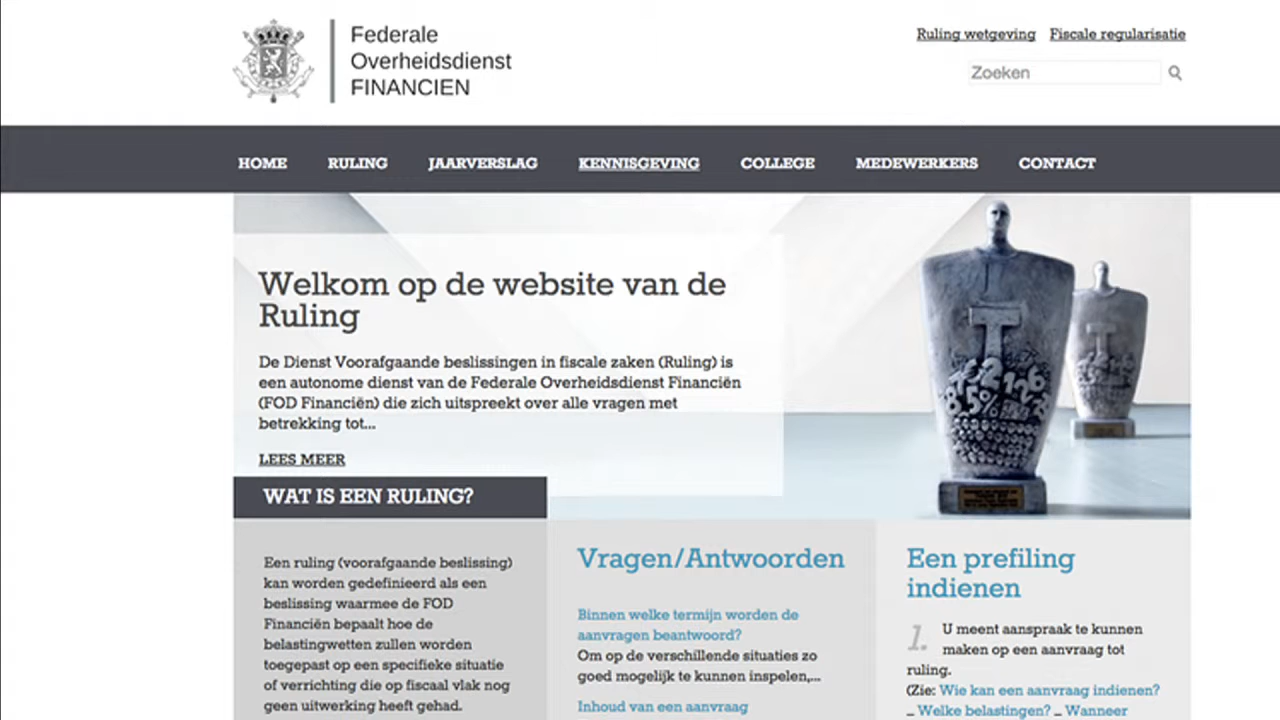 Federale
Overheidsdienst
FINANCIEN
Ruling wetgeving Fiscale regularisatie
Zoeken
HOME RULING JAARVERSLAG KENNISGEVING COLLEGE MEDEWERKERS CONTACT
Welkom op de website van de
Ruling
De Dienst Voorafgaande beslissingen in fiscale zaken (Ruling) is
een autonome dienst van de Federale Overheidsdienst Financiën
(FOD Financiën) die zich uitspreekt over alle vragen met
betrekking tot...
LEES MEER
WAT IS EEN RULING?
Een ruling (voorafgaande beslissing)
kan worden gedefinieerd als een
beslissing waarmee de FOD
Financiën bepaalt hoe de
belastingwetten zullen worden
toegepast op een specifieke situatie
of verrichting die op fiscaal vlak nog
geen uitwerking heeft gehad.
Vragen/Antwoorden
Binnen welke termijn worden de
aanvragen beantwoord?
Om op de verschillende situaties zo
goed mogelijk te kunnen inspelen,...
Inhoud van een aanvraag
Een prefiling
indienen
1. U meent aanspraak te kunnen
maken op een aanvraag tot
ruling.
(Zie: Wie kan een aanvraag indienen?
_ Welke belastingen? _ Wanneer